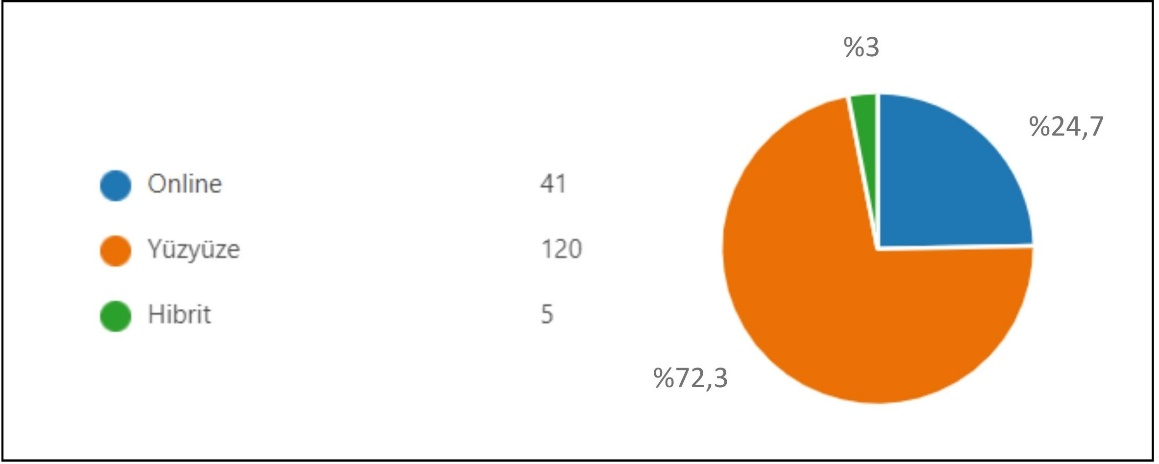 %3
%24,7
Online 41
Yüzyüze 120
Hibrit 5
%72,3